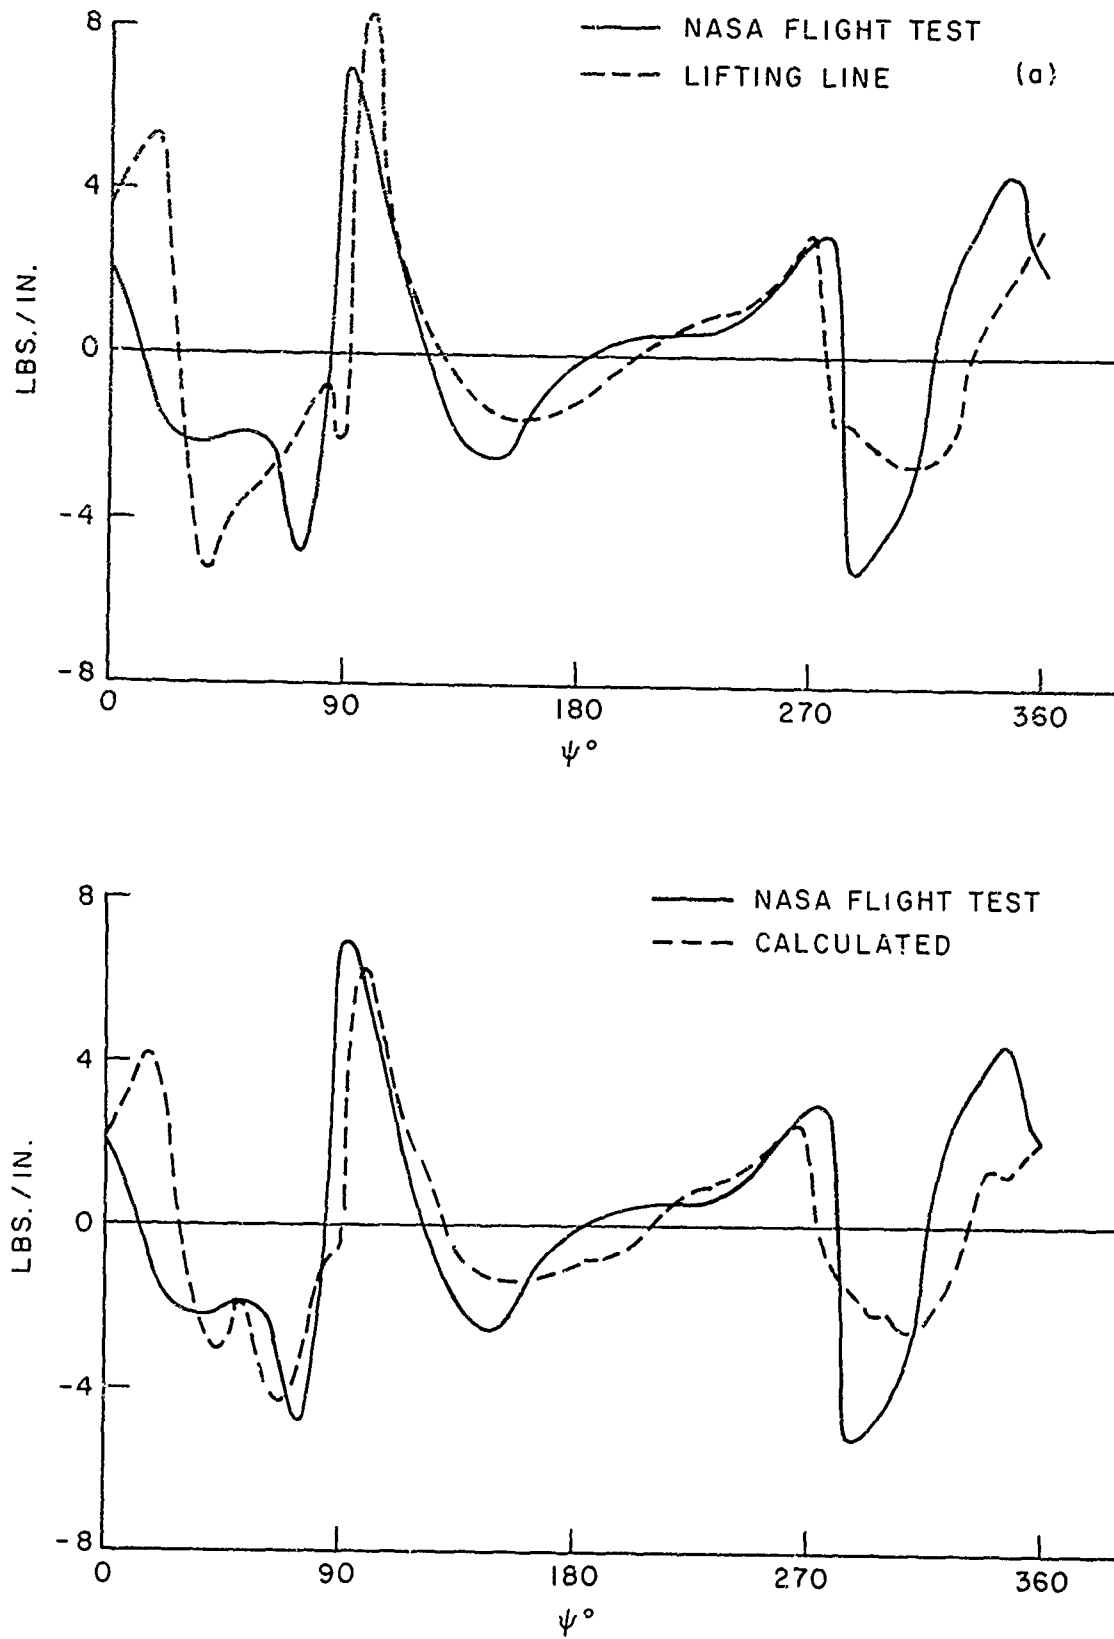 8
NASA FLIGHT TEST
LIFTING LINE
(a)
4
LBS./IN.
0
-4
-8
0
90
180
270
360
ψ°
8
NASA FLIGHT TEST
CALCULATED
4
LBS./IN.
0
-4
-8
0
90
180
270
360
ψ°